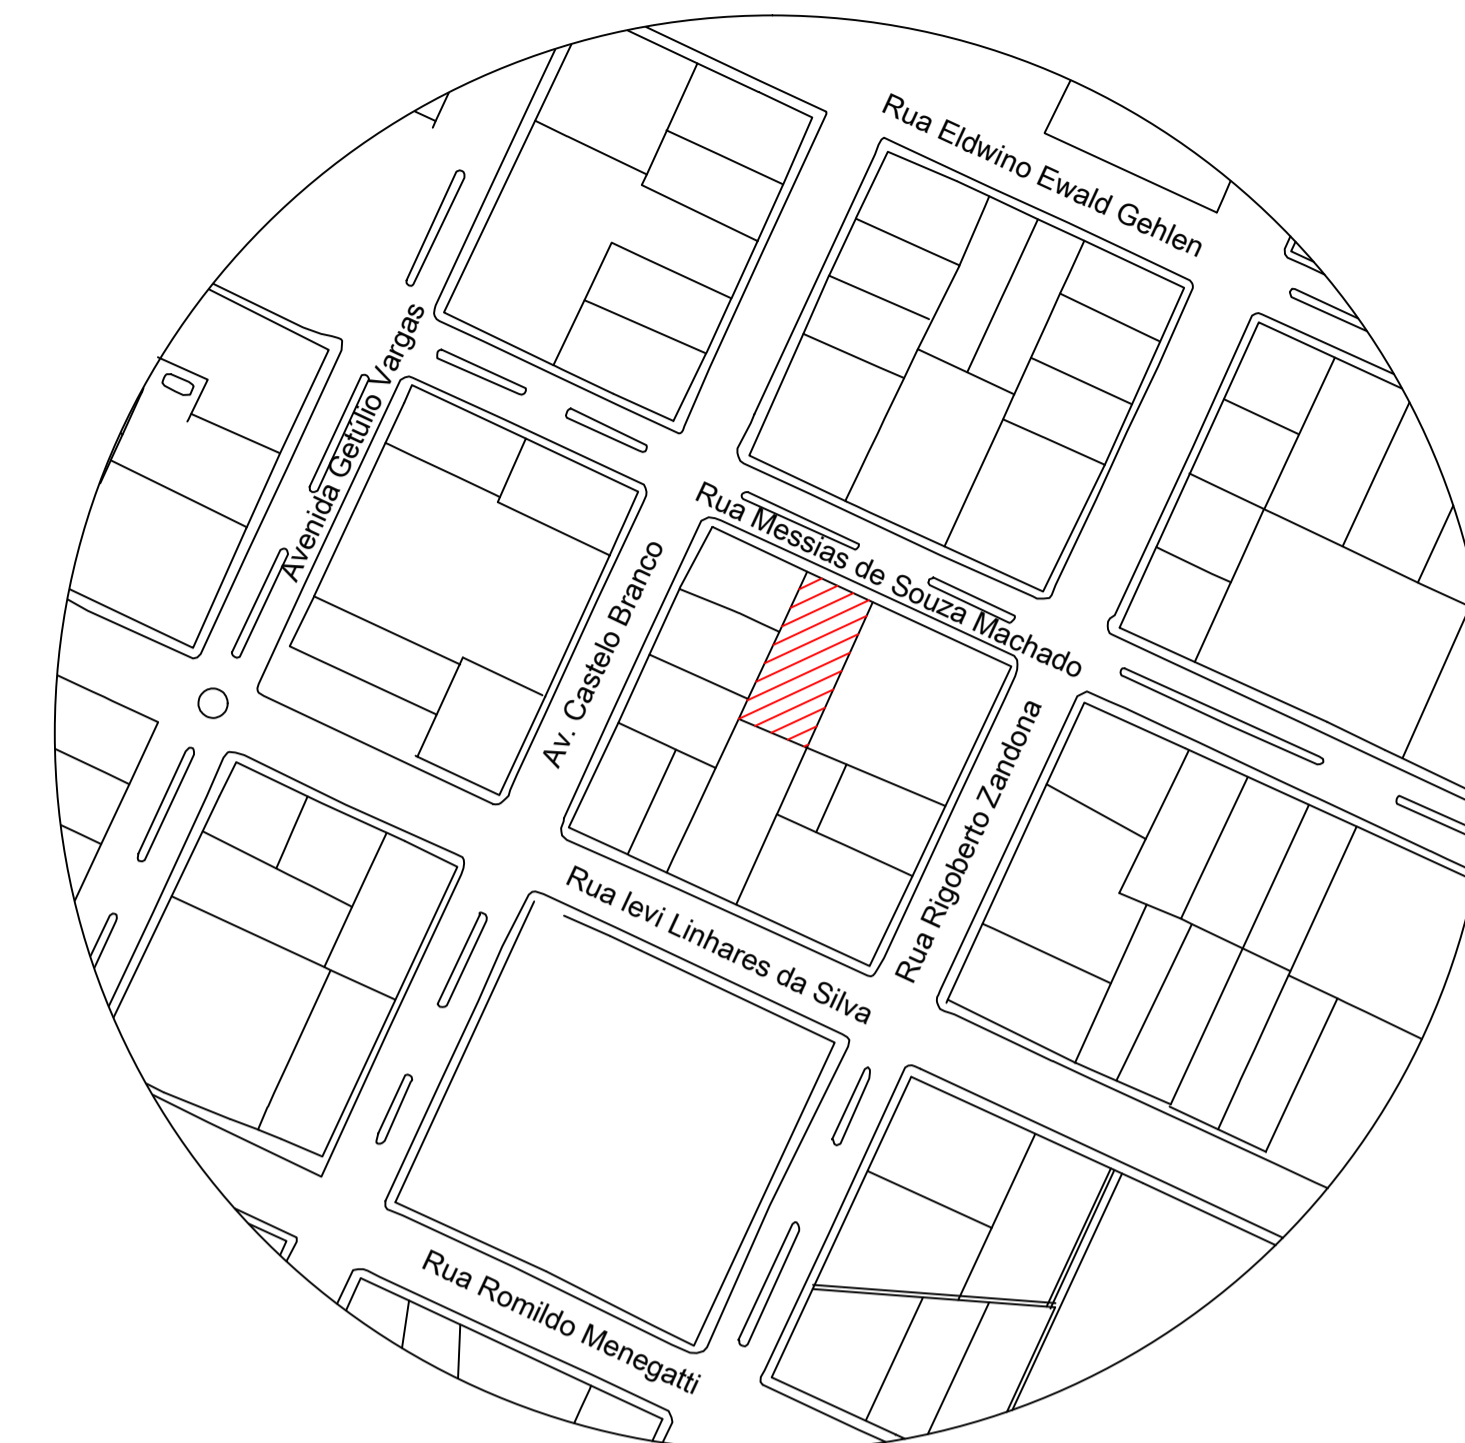 Rua Eldwino Ewald Gehlen
Avenida Getúlio Vargas
Rua Messias de Souza Machado
Av. Castelo Branco
Rua Rigoberto Zandona
Rua Ievi Linhares da Silva
Rua Romildo Menegatti